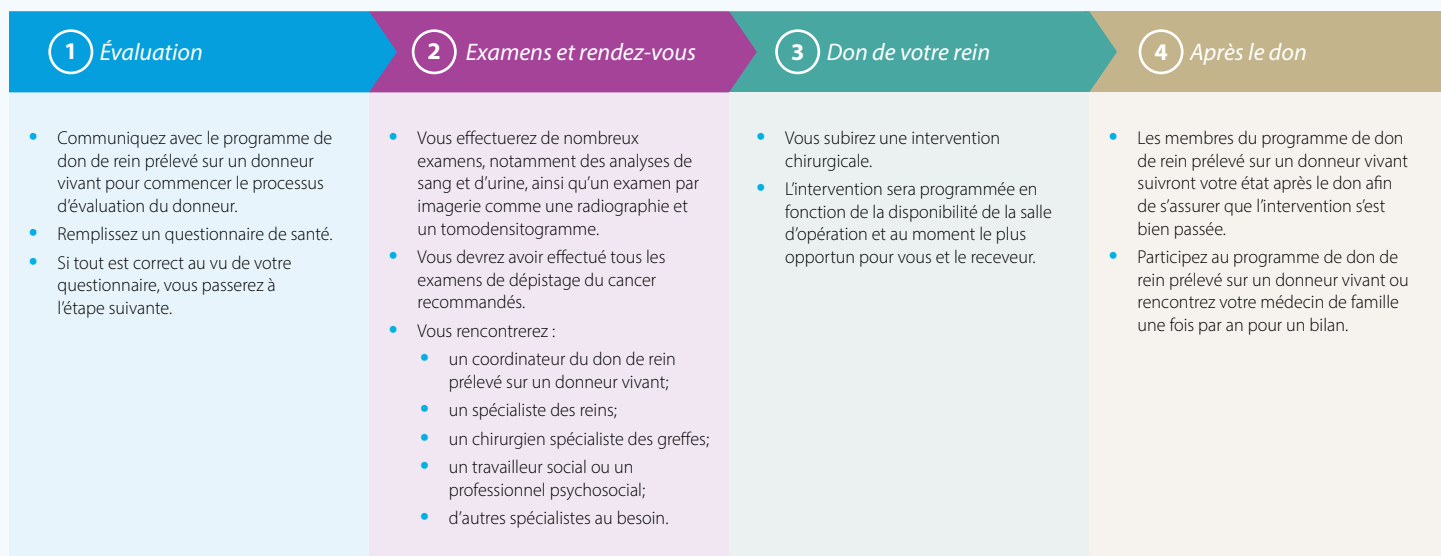 1 Évaluation
• Communiquez avec le programme de
don de rein prélevé sur un donneur
vivant pour commencer le processus
d’évaluation du donneur.
• Remplissez un questionnaire de santé.
• Si tout est correct au vu de votre
questionnaire, vous passerez à
l’étape suivante.
2 Examens et rendez-vous
• Vous effectuerez de nombreux
examens, notamment des analyses de
sang et d’urine, ainsi qu’un examen par
imagerie comme une radiographie et
un tomodensitogramme.
• Vous devrez avoir effectué tous les
examens de dépistage du cancer
recommandés.
• Vous rencontrerez :
• un coordinateur du don de rein
prélevé sur un donneur vivant;
• un spécialiste des reins;
• un chirurgien spécialiste des greffes;
• un travailleur social ou un
professionnel psychosocial;
• d’autres spécialistes au besoin.
3 Don de votre rein
• Vous subirez une intervention
chirurgicale.
• L’intervention sera programmée en
fonction de la disponibilité de la salle
d’opération et au moment le plus
opportun pour vous et le receveur.
4 Après le don
• Les membres du programme de don
de rein prélevé sur un donneur vivant
suivront votre état après le don afin
de s’assurer que l’intervention s’est
bien passée.
• Participez au programme de don de
rein prélevé sur un donneur vivant ou
rencontrez votre médecin de famille
une fois par an pour un bilan.